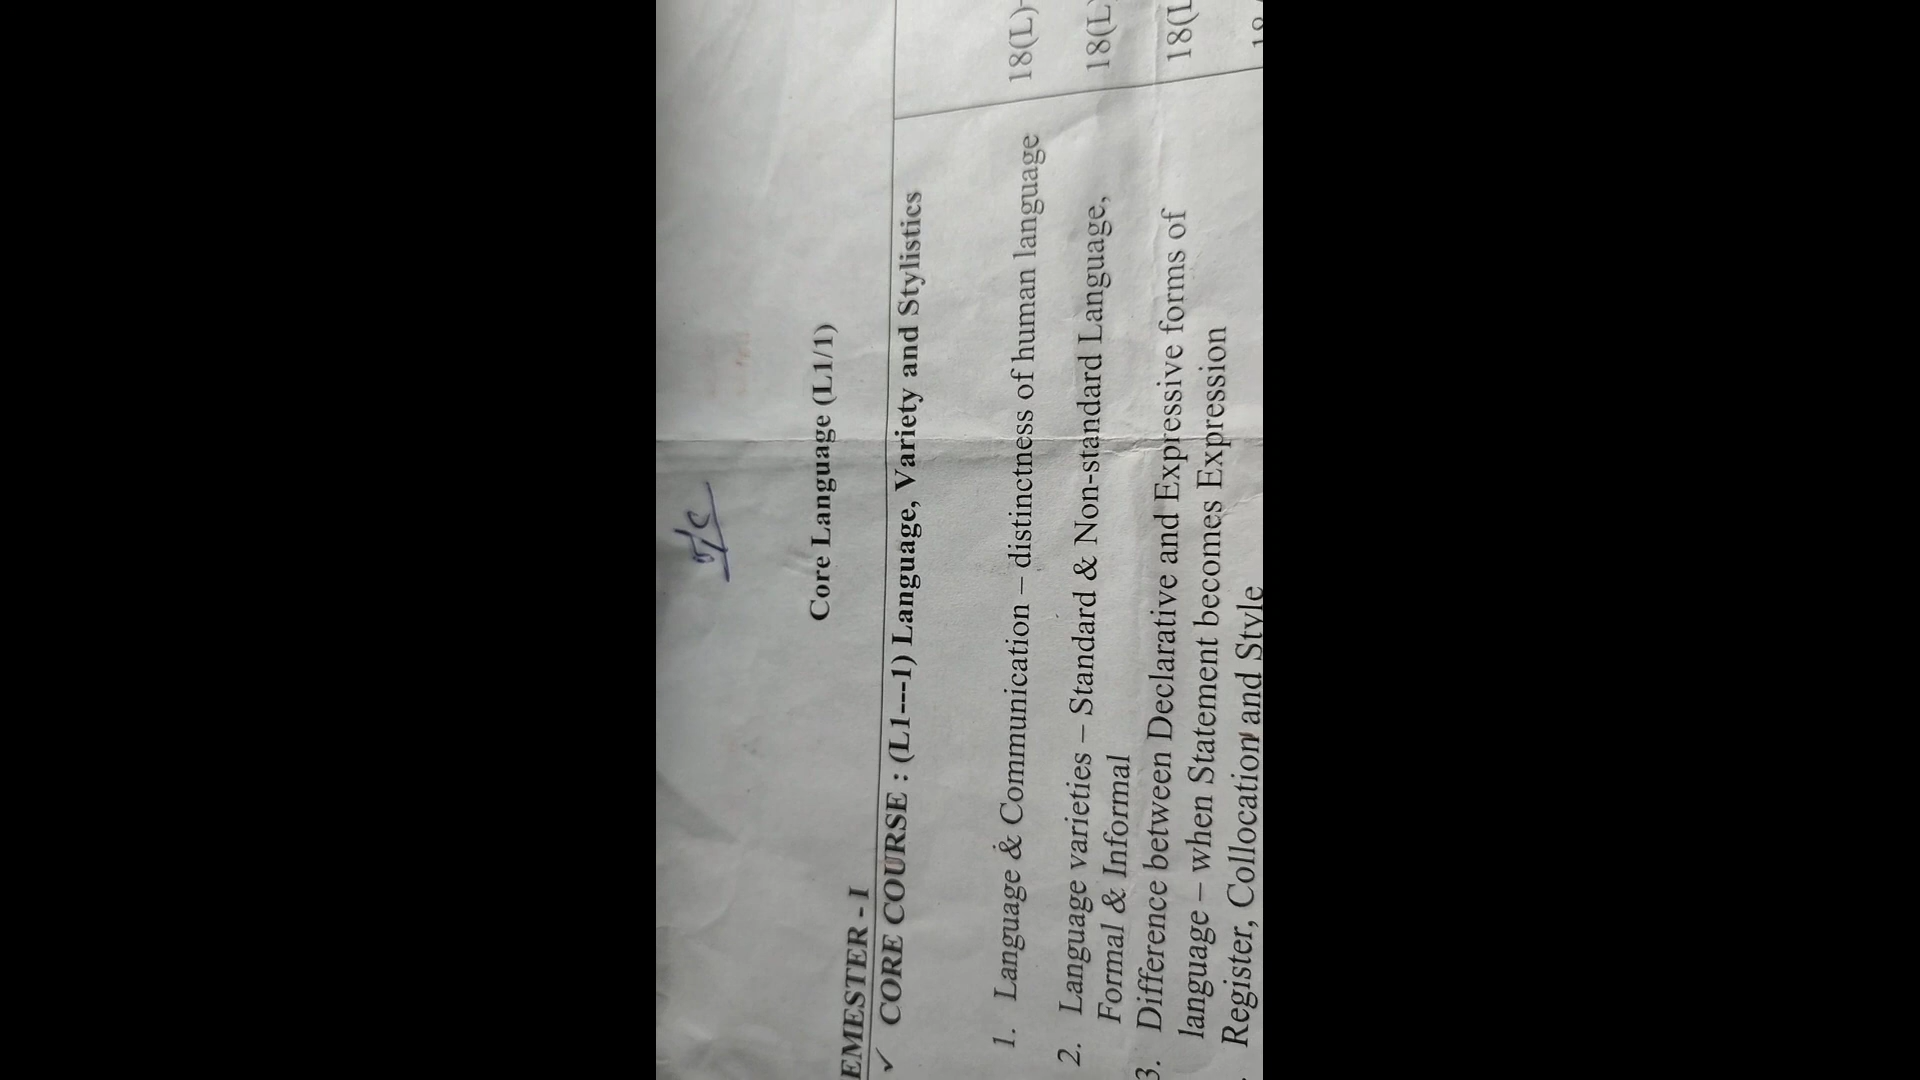 Core Language (L1/1)
EMESTER - I
✓ CORE COURSE : (L1---1) Language, Variety and Stylistics
1. Language & Communication – distinctness of human language 18(L)-
2. Language varieties – Standard & Non-standard Language, 18(L)
Formal & Informal
3. Difference between Declarative and Expressive forms of 18(L
language – when Statement becomes Expression
Register, Collocation and Style 18